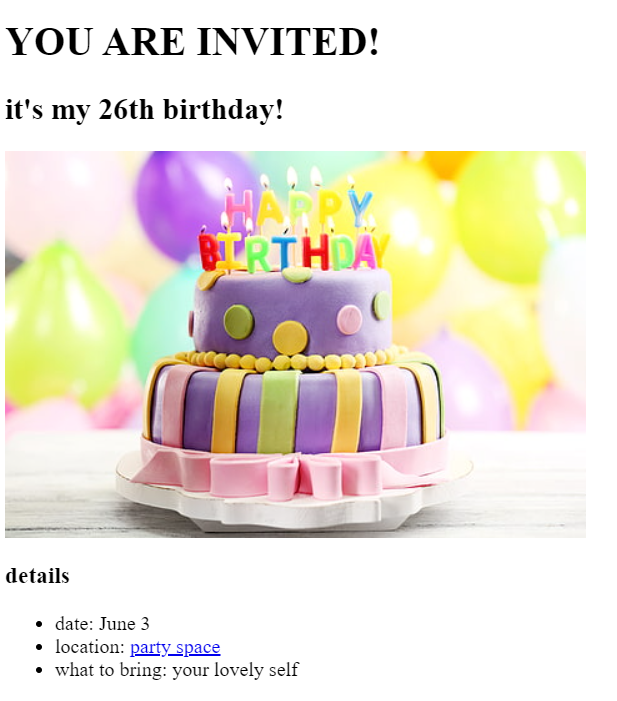 YOU ARE INVITED!
it's my 26th birthday!
HAPPY
BIRTHDAY
details
date: June 3
location: party space
what to bring: your lovely self